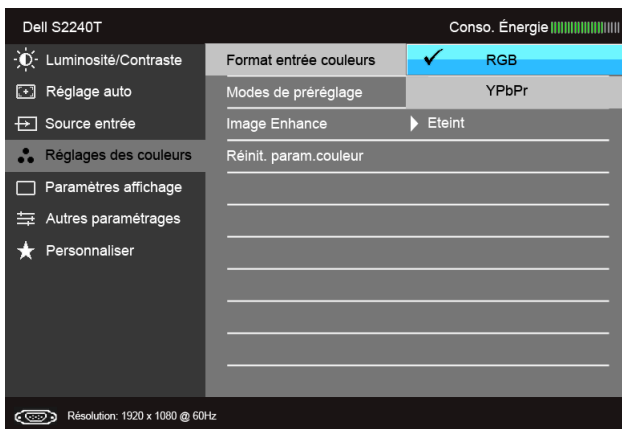 Dell S2240T Conso. Énergie
Luminosité/Contraste Format entrée couleurs RGB
Réglage auto Modes de préréglage YPbPr
Source entrée Image Enhance Eteint
Réglages des couleurs Réinit. param.couleur
Paramètres affichage
Autres paramétrages
Personnaliser
Résolution: 1920 x 1080 @ 60Hz